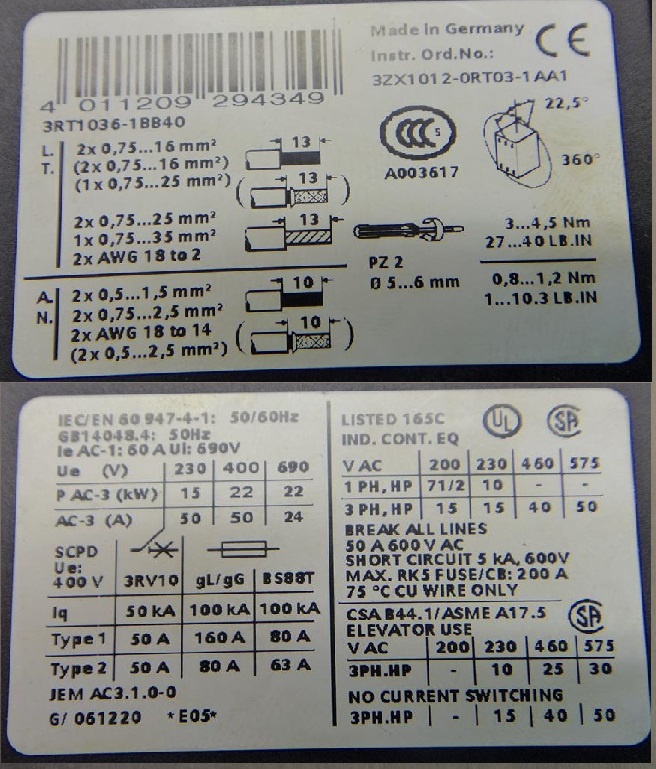 Made In Germany
CE
Instr. Ord.No.:
3ZX1012-0RT03-1AA1
4 011209 294349
3RT1036-1BB40
L. 2x 0,75...16 mm² 13
T. (2x 0,75...16 mm²)
(1x 0,75...25 mm²) ( 13 )
2x 0,75...25 mm² 13
1x 0,75...35 mm²
2x AWG 18 to 2
CCC S
A003617
22,5°
360°
3...4,5 Nm
27...40 LB.IN
PZ 2
Ø 5...6 mm
0,8...1,2 Nm
1...10.3 LB.IN
A. 2x 0,5...1,5 mm² 10
N. 2x 0,75...2,5 mm²
2x AWG 18 to 14
(2x 0,5...2,5 mm²) ( 10 )
IEC/EN 60 947-4-1: 50/60Hz
GB14048.4: 50Hz
Ie AC-1: 60 A Ui: 690V
Ue (V) 230 400 690
P AC-3 (kW) 15 22 22
AC-3 (A) 50 50 24
SCPD
Ue:
400 V 3RV10 gL/gG BS88T
Iq 50 kA 100 kA 100 kA
Type 1 50 A 160 A 80 A
Type 2 50 A 80 A 63 A
JEM AC3.1.0-0
G/ 061220 *E05*
LISTED 165C UL SA
IND. CONT. EQ
V AC 200 230 460 575
1 PH, HP 71/2 10 - -
3 PH, HP 15 15 40 50
BREAK ALL LINES
50 A 600 V AC
SHORT CIRCUIT 5 kA, 600V
MAX. RK5 FUSE/CB: 200 A
75 °C CU WIRE ONLY
CSA B44.1/ASME A17.5 SA
ELEVATOR USE
V AC 200 230 460 575
3PH.HP - 10 25 30
NO CURRENT SWITCHING
3PH.HP - 15 40 50